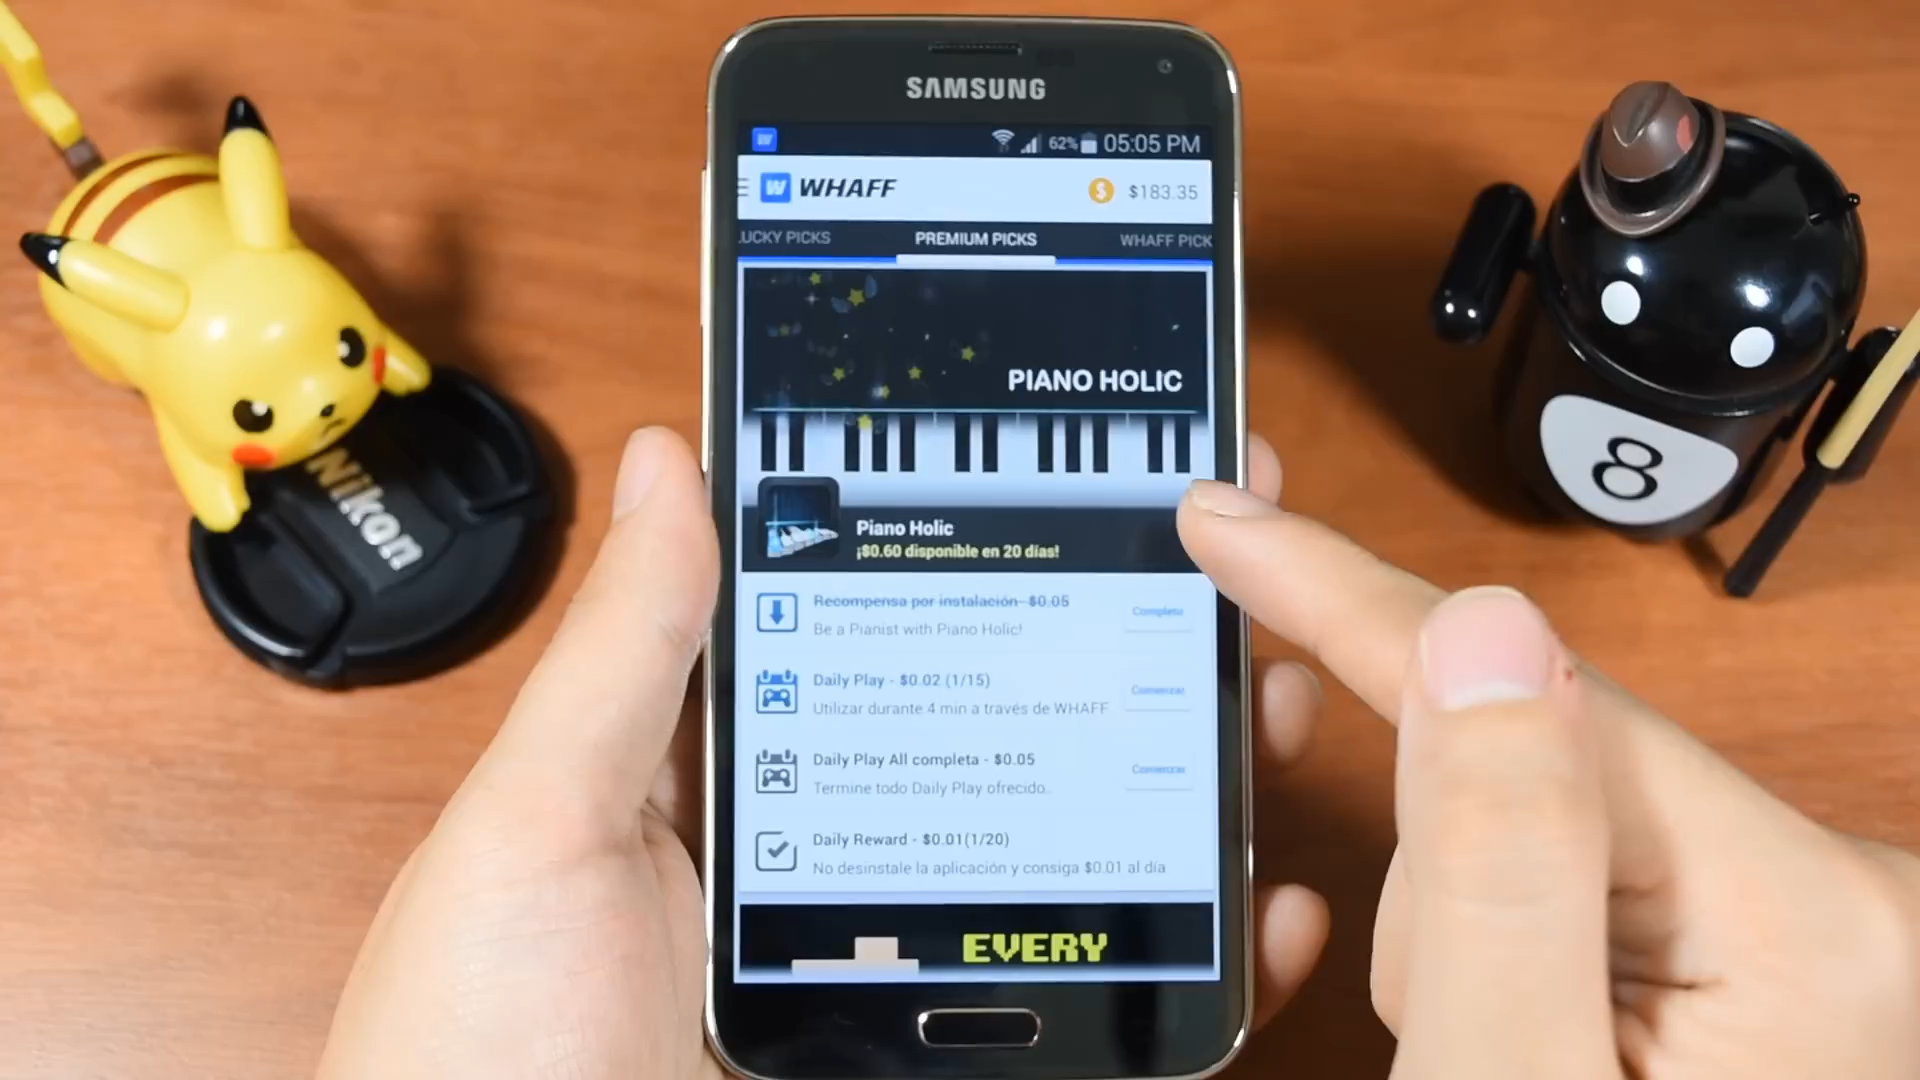 SAMSUNG
62% 05:05 PM
W WHAFF
$ $183.35
LUCKY PICKS
PREMIUM PICKS
WHAFF PICK
PIANO HOLIC
Piano Holic
¡$0.60 disponible en 20 días!
Recompensa por instalación- $0.05
Be a Pianist with Piano Holic!
Completo
Daily Play - $0.02 (1/15)
Utilizar durante 4 min a través de WHAFF
Comenzar
Daily Play All completa - $0.05
Termine todo Daily Play ofrecido..
Comenzar
Daily Reward - $0.01(1/20)
No desinstale la aplicación y consiga $0.01 al día
EVERY
Nikon
8